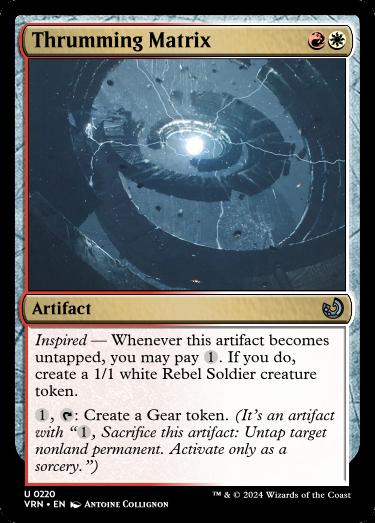 Thrumming Matrix
Artifact
Inspired — Whenever this artifact becomes
untapped, you may pay 1. If you do,
create a 1/1 white Rebel Soldier creature
token.
1, : Create a Gear token. (It's an artifact
with “1, Sacrifice this artifact: Untap target
nonland permanent. Activate only as a
sorcery.”)
U 0220
VRN • EN Antoine Collignon
™ & © 2024 Wizards of the Coast